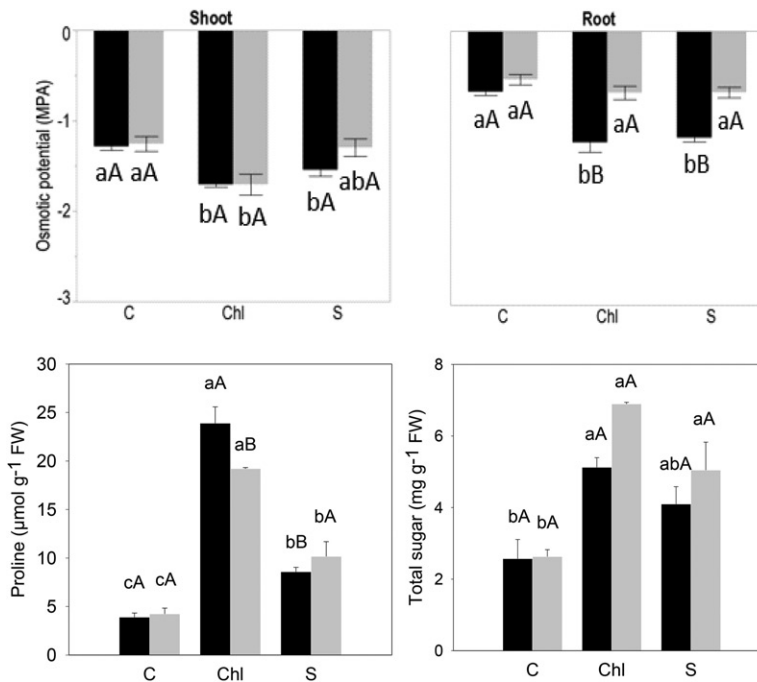 Shoot
Root
0
-1
-2
-3
Osmotic potential (MPA)
aA aA
bA bA
bA abA
aA aA
bB aA
bB aA
C Chl S
C Chl S
30
25
20
15
10
5
0
Proline (µmol g-1 FW)
cA cA
aA aB
bB bA
C Chl S
8
6
4
2
0
Total sugar (mg g-1 FW)
bA bA
aA aA
abA aA
C Chl S